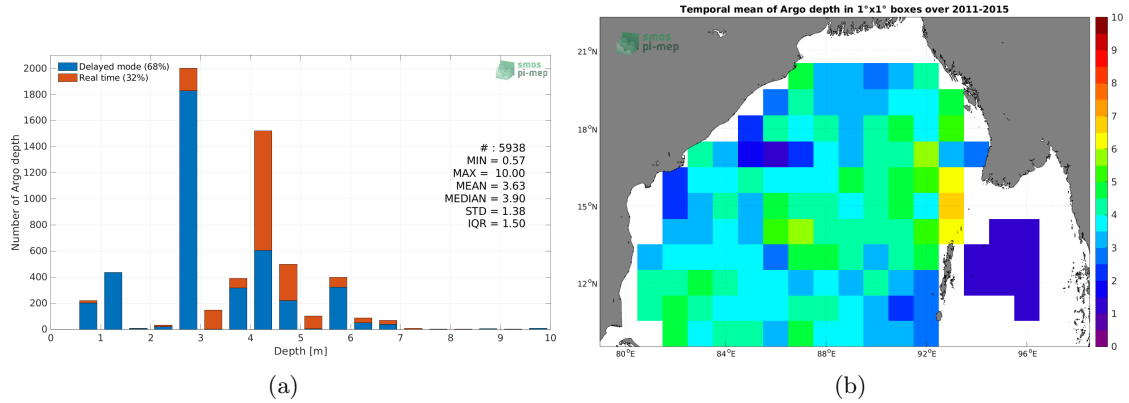 Delayed mode (68%)
Real time (32%)
smos
pi-mep
# : 5938
MIN = 0.57
MAX = 10.00
MEAN = 3.63
MEDIAN = 3.90
STD = 1.38
IQR = 1.50
Number of Argo depth
2000
1800
1600
1400
1200
1000
800
600
400
200
0
0 1 2 3 4 5 6 7 8 9 10
Depth [m]
(a)
Temporal mean of Argo depth in 1°x1° boxes over 2011-2015
smos
pi-mep
21°N
18°N
15°N
12°N
80°E 84°E 88°E 92°E 96°E
10
9
8
7
6
5
4
3
2
1
0
(b)